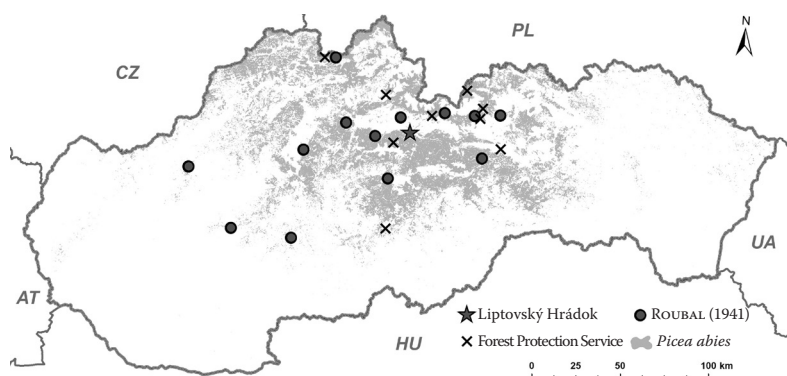 PL
N
CZ
UA
AT
HU
Liptovský Hrádok
ROUBAL (1941)
Forest Protection Service
Picea abies
0 25 50 100 km